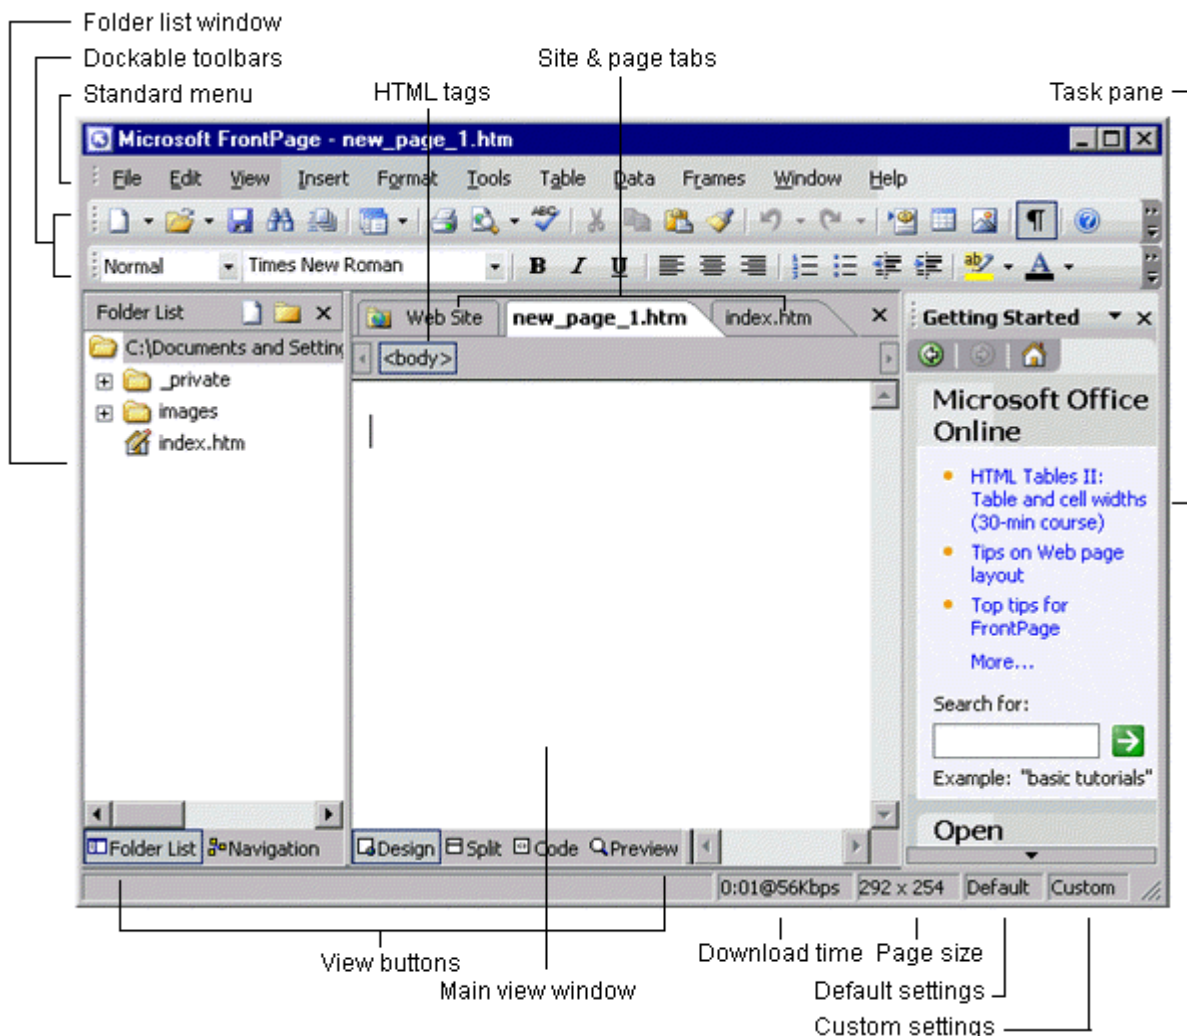 Folder list window
Dockable toolbars
Site & page tabs
Standard menu
HTML tags
Task pane
Microsoft FrontPage - new_page_1.htm
File Edit View Insert Format Tools Table Data Frames Window Help
ABC
Normal Times New Roman B I U ab A
Folder List
Web Site new_page_1.htm index.htm
Getting Started
C:\Documents and Setting
<body>
_private
images
index.htm
Microsoft Office
Online
HTML Tables II:
Table and cell widths
(30-min course)
Tips on Web page
layout
Top tips for
FrontPage
More...
Search for:
Example: "basic tutorials"
Open
Folder List Navigation Design Split Code Preview
0:01@56Kbps 292 x 254 Default Custom
View buttons
Main view window
Download time Page size
Default settings
Custom settings